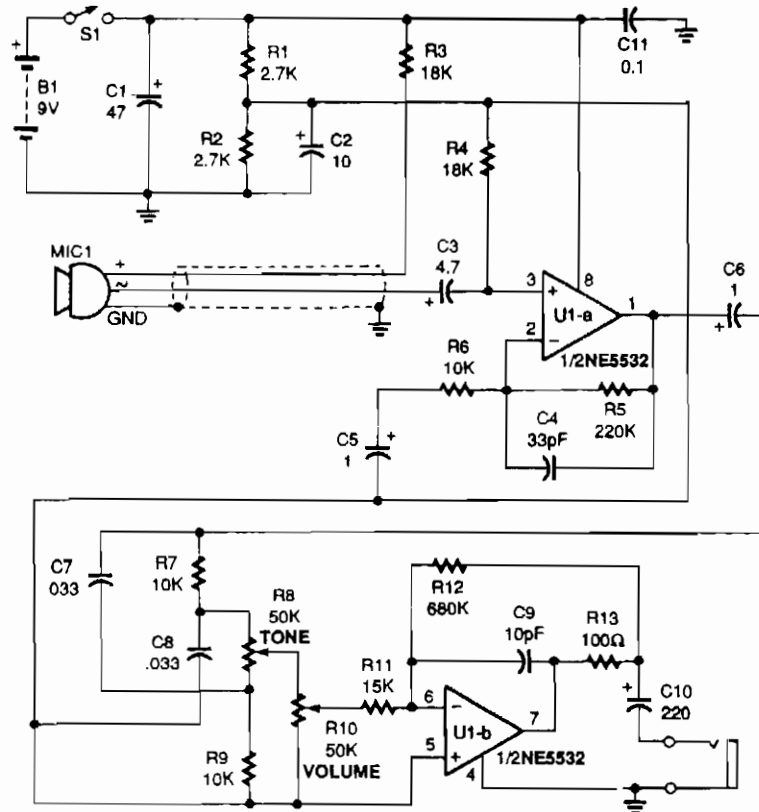 S1
+
B1
9V
C1
47
+
R1
2.7K
R2
2.7K
+
C2
10
R3
18K
R4
18K
C11
0.1
MIC1
+
~
GND
C3
4.7
+
3
+
8
U1-a
1
2
−
1/2NE5532
C6
1
+
R6
10K
R5
220K
C4
33pF
C5
1
+
C7
033
R7
10K
C8
.033
R8
50K
TONE
R9
10K
R10
50K
VOLUME
R11
15K
R12
680K
C9
10pF
R13
100Ω
6
−
U1-b
7
5
+
4
1/2NE5532
+
C10
220